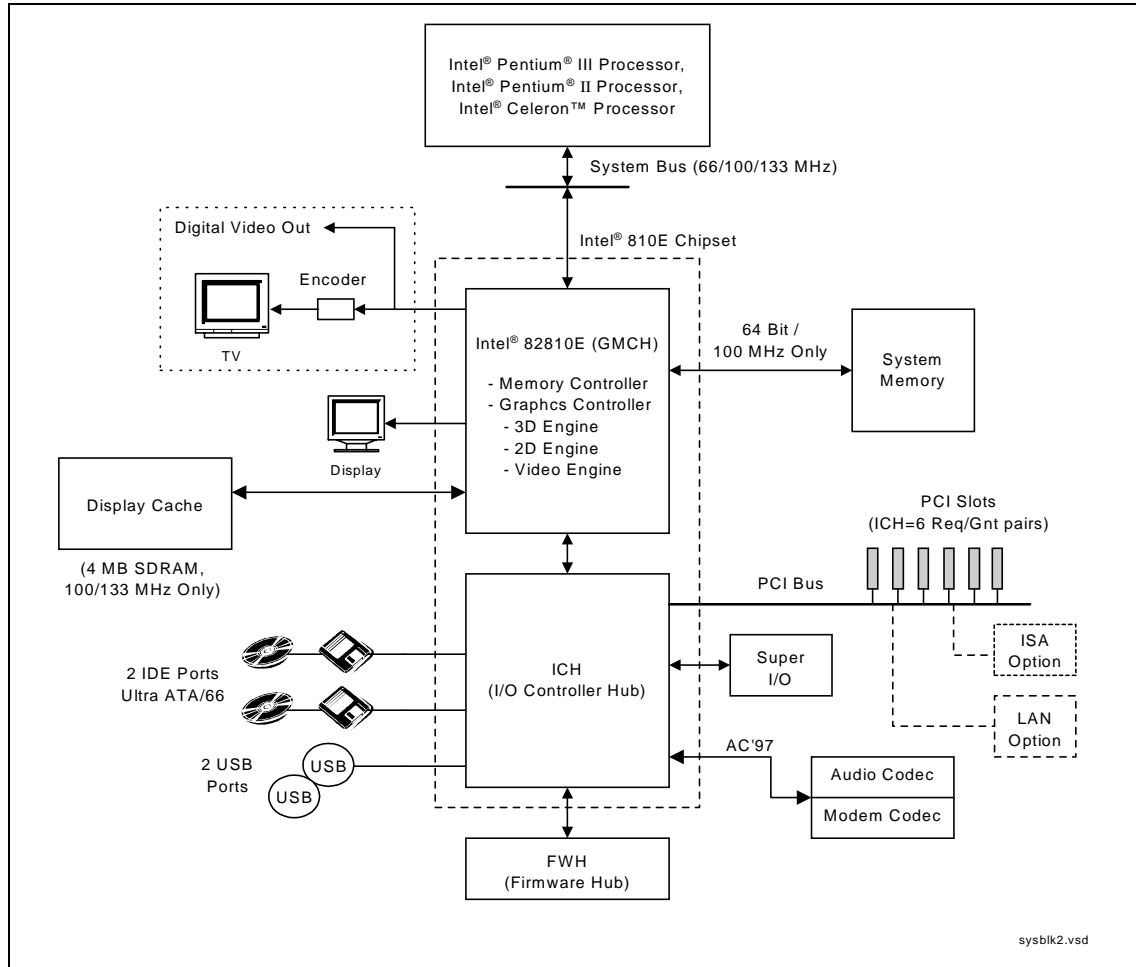 Intel® Pentium® III Processor,
Intel® Pentium® II Processor,
Intel® Celeron™ Processor
System Bus (66/100/133 MHz)
Digital Video Out
Intel® 810E Chipset
Encoder
TV
Intel® 82810E (GMCH)
- Memory Controller
- Graphcs Controller
- 3D Engine
- 2D Engine
- Video Engine
64 Bit /
100 MHz Only
System
Memory
Display
Display Cache
(4 MB SDRAM,
100/133 MHz Only)
PCI Slots
(ICH=6 Req/Gnt pairs)
PCI Bus
ISA
Option
LAN
Option
2 IDE Ports
Ultra ATA/66
ICH
(I/O Controller Hub)
Super
I/O
2 USB
Ports
USB
USB
AC'97
Audio Codec
Modem Codec
FWH
(Firmware Hub)
sysblk2.vsd